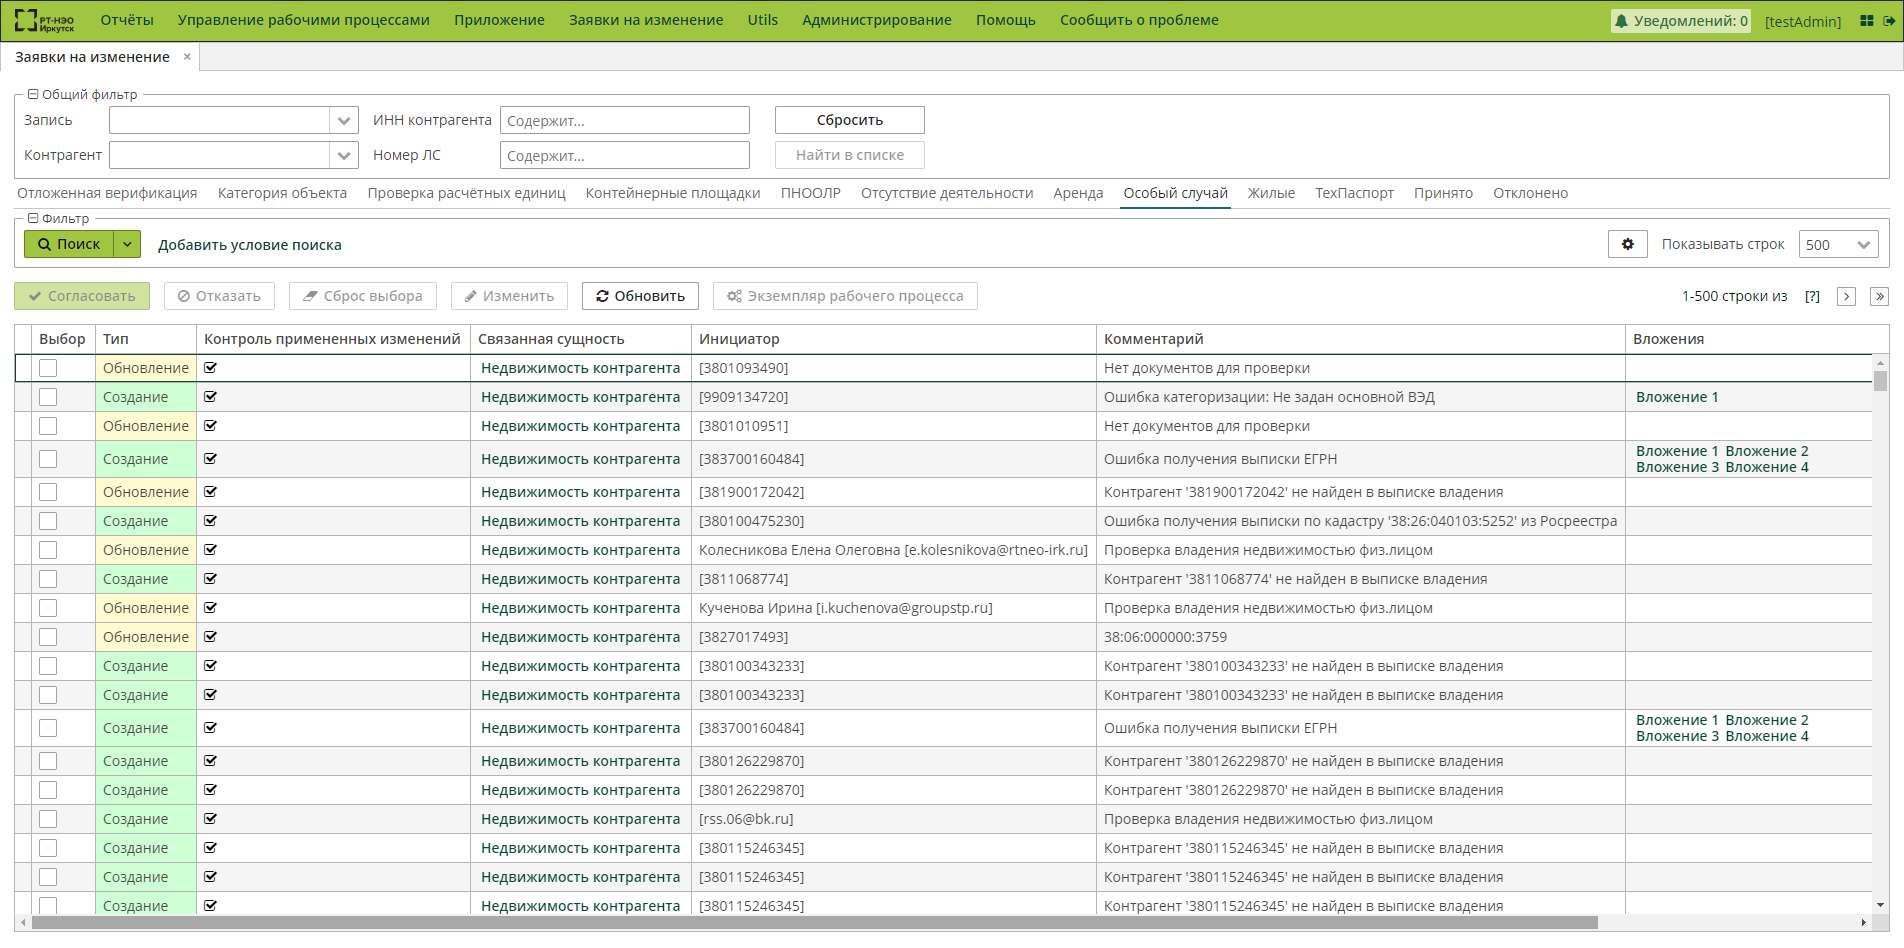 РТ-НЭО Иркутск Отчёты Управление рабочими процессами Приложение Заявки на изменение Utils Администрирование Помощь Сообщить о проблеме Уведомлений: 0 [testAdmin]
Заявки на изменение ×
Общий фильтр
Запись ИНН контрагента Содержит... Сбросить
Контрагент Номер ЛС Содержит... Найти в списке
Отложенная верификация Категория объекта Проверка расчётных единиц Контейнерные площадки ПНООЛР Отсутствие деятельности Аренда Особый случай Жилые ТехПаспорт Принято Отклонено
Фильтр
Поиск Добавить условие поиска Показывать строк 500
Согласовать Отказать Сброс выбора Изменить Обновить Экземпляр рабочего процесса 1-500 строки из [?]
Выбор Тип Контроль примененных изменений Связанная сущность Инициатор Комментарий Вложения
Обновление Недвижимость контрагента [3801093490] Нет документов для проверки
Создание Недвижимость контрагента [9909134720] Ошибка категоризации: Не задан основной ВЭД Вложение 1
Обновление Недвижимость контрагента [3801010951] Нет документов для проверки
Создание Недвижимость контрагента [383700160484] Ошибка получения выписки ЕГРН Вложение 1 Вложение 2
Вложение 3 Вложение 4
Обновление Недвижимость контрагента [381900172042] Контрагент '381900172042' не найден в выписке владения
Создание Недвижимость контрагента [380100475230] Ошибка получения выписки по кадастру '38:26:040103:5252' из Росреестра
Обновление Недвижимость контрагента Колесникова Елена Олеговна [e.kolesnikova@rtneo-irk.ru] Проверка владения недвижимостью физ.лицом
Создание Недвижимость контрагента [3811068774] Контрагент '3811068774' не найден в выписке владения
Обновление Недвижимость контрагента Кученова Ирина [i.kuchenova@groupstp.ru] Проверка владения недвижимостью физ.лицом
Обновление Недвижимость контрагента [3827017493] 38:06:000000:3759
Создание Недвижимость контрагента [380100343233] Контрагент '380100343233' не найден в выписке владения
Создание Недвижимость контрагента [380100343233] Контрагент '380100343233' не найден в выписке владения
Создание Недвижимость контрагента [383700160484] Ошибка получения выписки ЕГРН Вложение 1 Вложение 2
Вложение 3 Вложение 4
Создание Недвижимость контрагента [380126229870] Контрагент '380126229870' не найден в выписке владения
Создание Недвижимость контрагента [380126229870] Контрагент '380126229870' не найден в выписке владения
Создание Недвижимость контрагента [rss.06@bk.ru] Проверка владения недвижимостью физ.лицом
Создание Недвижимость контрагента [380115246345] Контрагент '380115246345' не найден в выписке владения
Создание Недвижимость контрагента [380115246345] Контрагент '380115246345' не найден в выписке владения
Создание Недвижимость контрагента [380115246345] Контрагент '380115246345' не найден в выписке владения